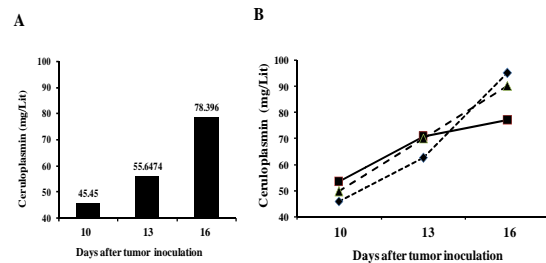 A
Ceruloplasmin (mg/Lit)
100
90
80
70
60
50
40
45.45
55.6474
78.396
10 13 16
Days after tumor inoculation
B
Ceruloplasmin (mg/Lit)
100
90
80
70
60
50
40
10 13 16
Days after tumor inoculation